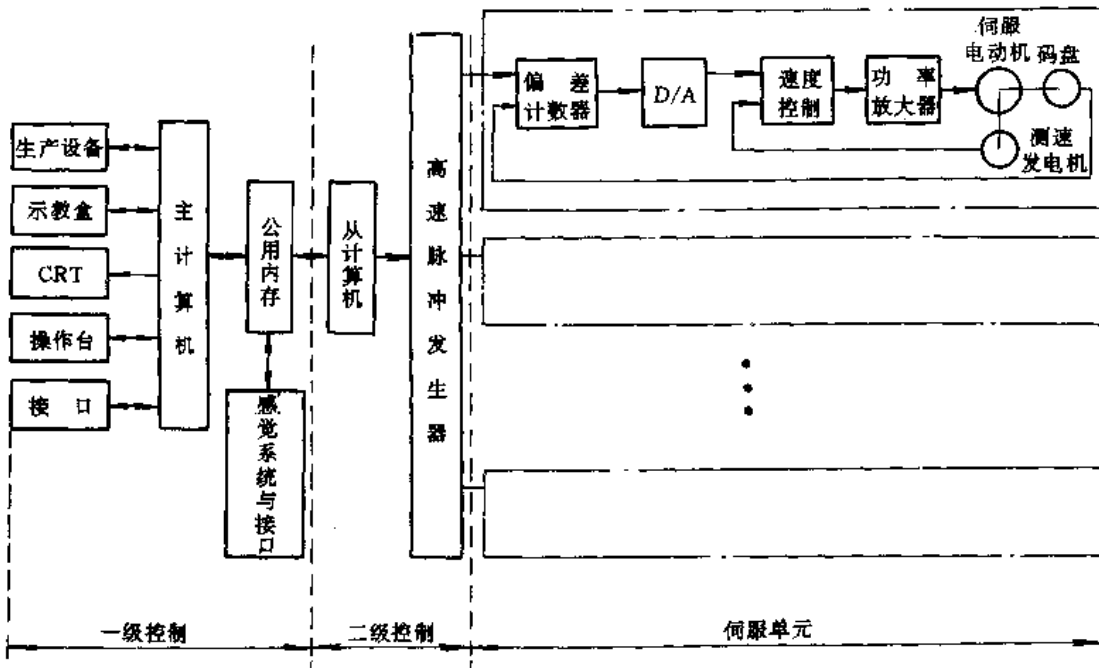 生产设备
示教盒
CRT
操作台
接 口
主计算机
公用内存
感觉系统与接口
从计算机
高速脉冲发生器
偏 差
计数器
D/A
速度
控制
功 率
放大器
伺服
电动机
码盘
测速
发电机
一级控制
二级控制
伺服单元